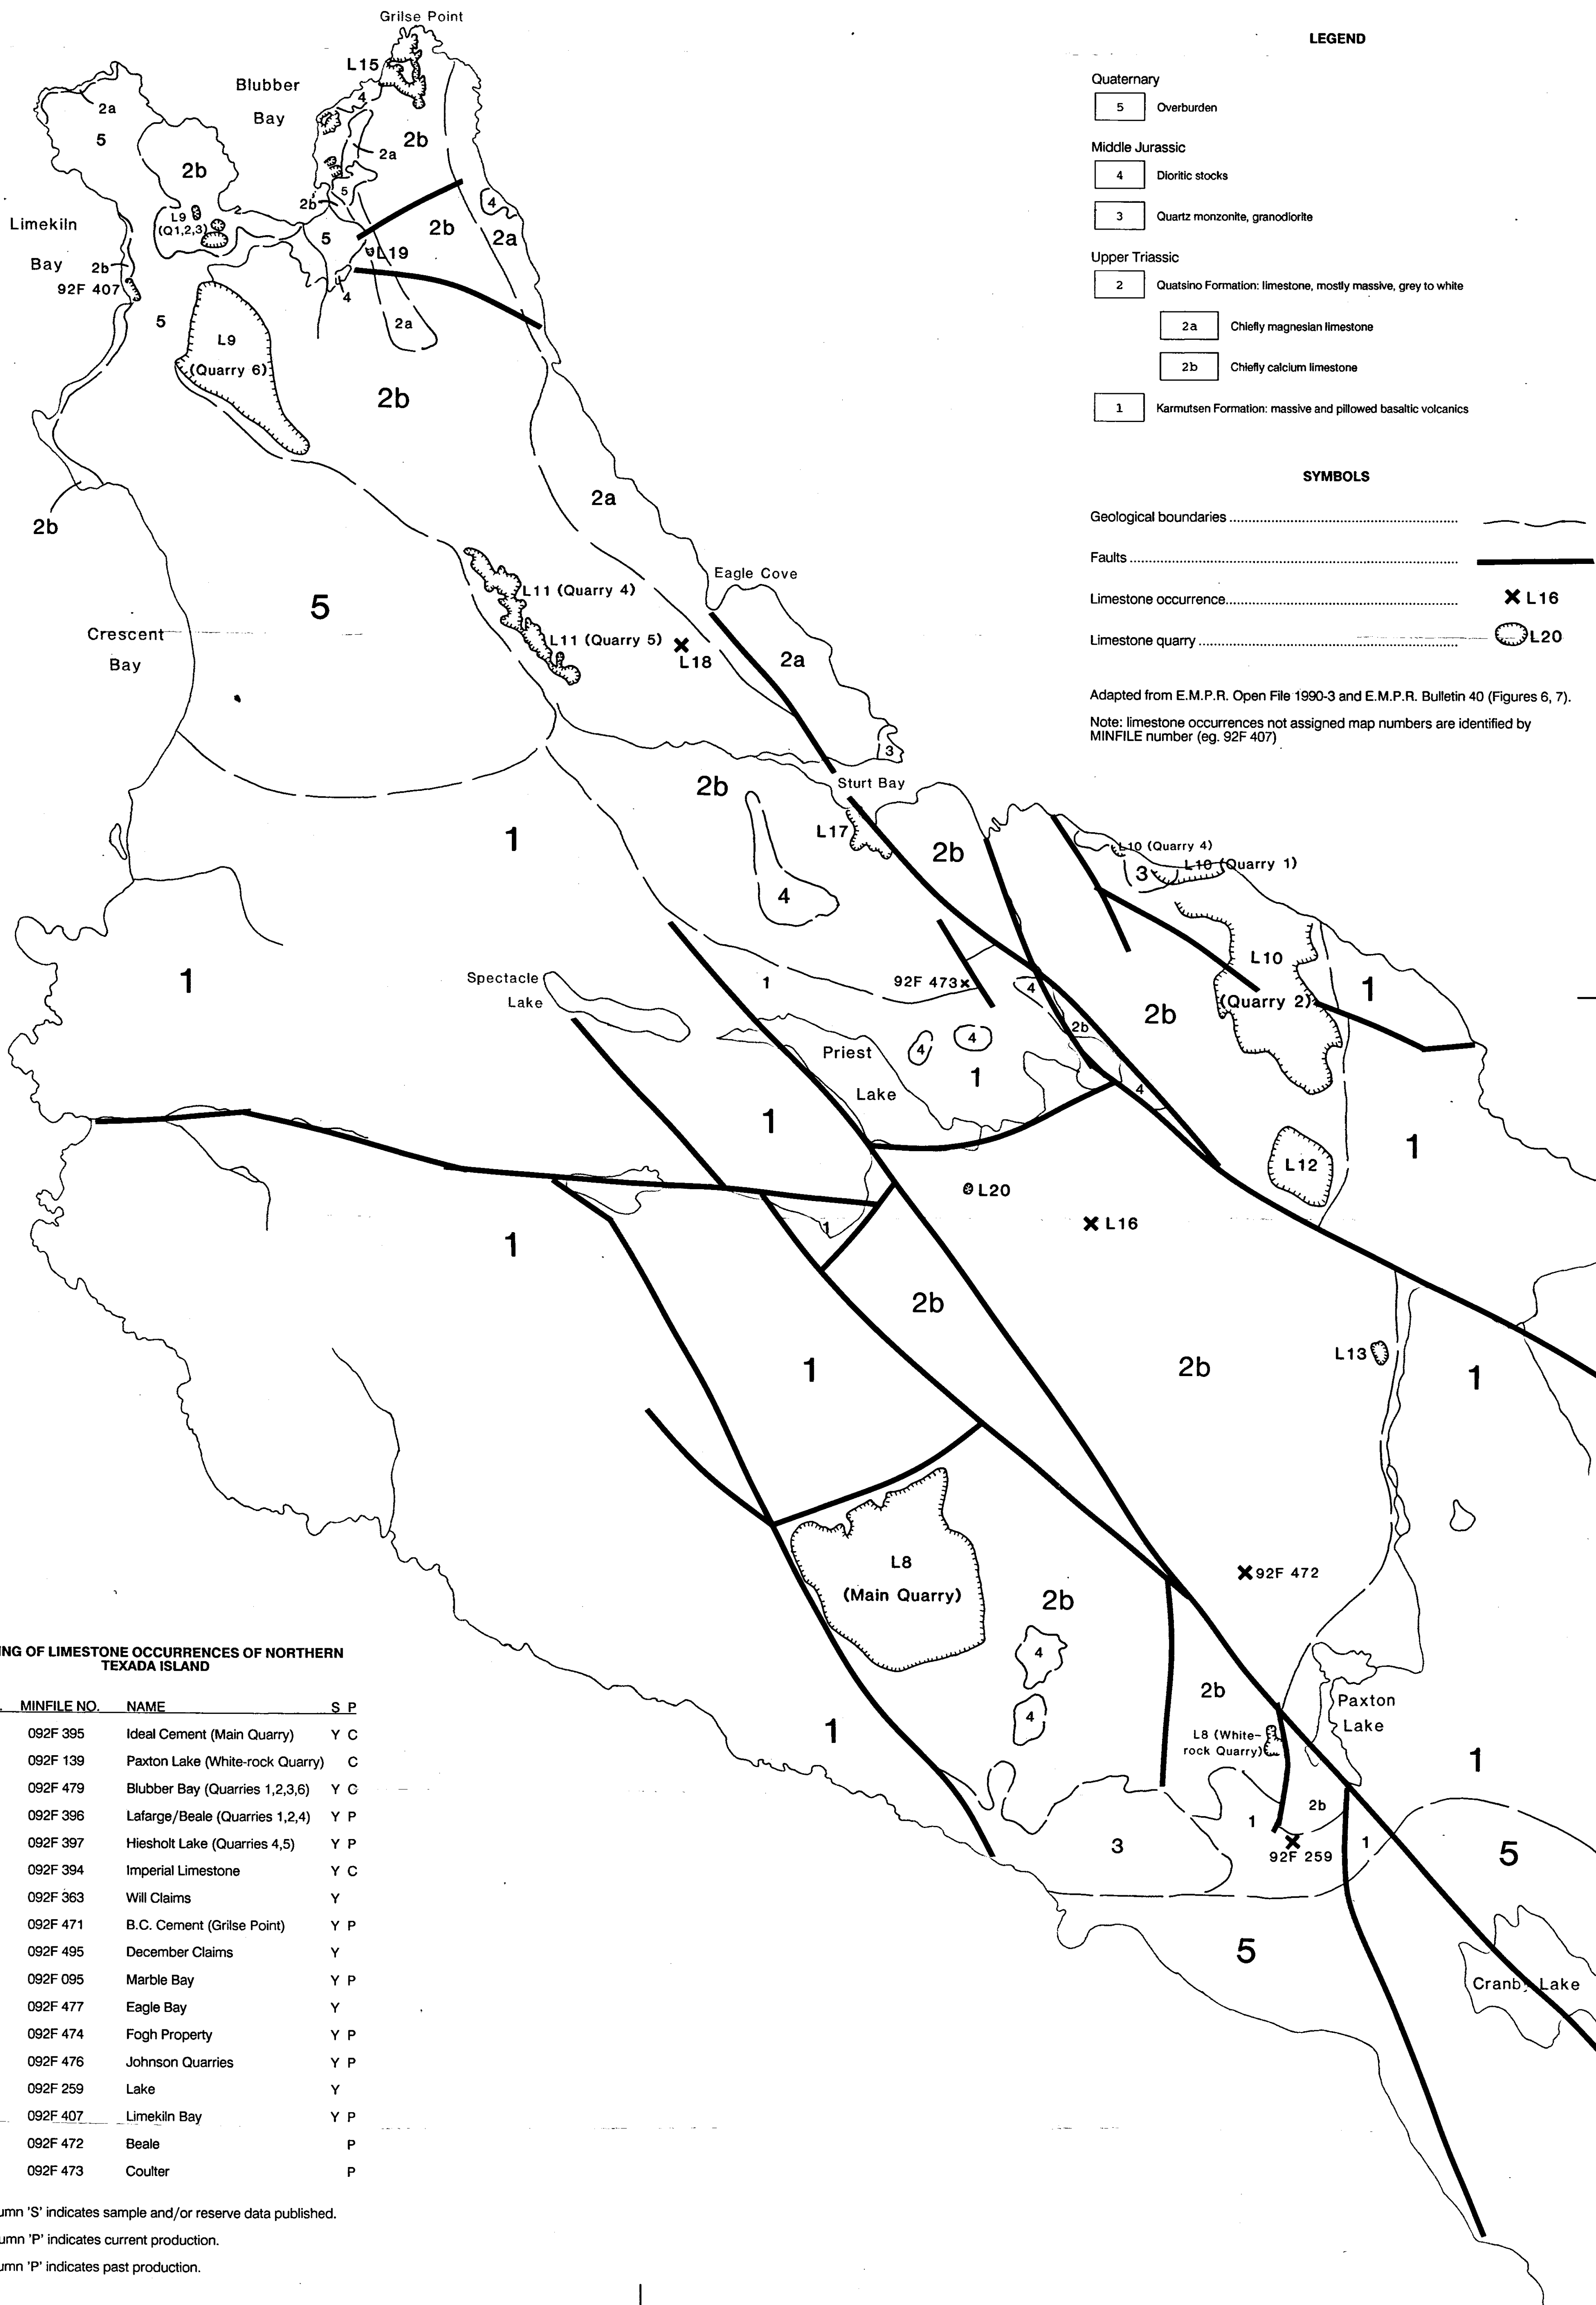 Grilse Point
LEGEND
L15
Blubber
Bay
Quaternary
5 Overburden
Middle Jurassic
4 Dioritic stocks
3 Quartz monzonite, granodiorite
Upper Triassic
2 Quatsino Formation: limestone, mostly massive, grey to white
2a Chiefly magnesian limestone
2b Chiefly calcium limestone
1 Karmutsen Formation: massive and pillowed basaltic volcanics
SYMBOLS
Geological boundaries
Faults
Limestone occurrence L16
Limestone quarry L20
Adapted from E.M.P.R. Open File 1990-3 and E.M.P.R. Bulletin 40 (Figures 6, 7).
Note: limestone occurrences not assigned map numbers are identified by
MINFILE number (eg. 92F 407)
2a
5
4
2b
2b
2a
5
2b
2
L9
(Q1,2,3)
4
Limekiln
Bay
2b
92F 407
5
L19
2b
2a
4
5
L9
(Quarry 6)
2a
2b
2b
2a
Eagle Cove
L11 (Quarry 4)
5
L11 (Quarry 5)
L18
2a
Crescent
Bay
3
2b
Sturt Bay
L17
1
2b
L10 (Quarry 4)
L10 (Quarry 1)
3
4
L10
(Quarry 2)
1
1
Spectacle
Lake
1
92F 473
4
2b
2b
Priest
Lake
4
4
1
4
1
1
L12
L20
L16
1
1
2b
1
2b
L13
1
L8
(Main Quarry)
92F 472
2b
4
4
2b
Paxton
Lake
L8 (White-
rock Quarry)
1
1
2b
1
1
3
92F 259
5
5
Cranby Lake
ING OF LIMESTONE OCCURRENCES OF NORTHERN
TEXADA ISLAND
. MINFILE NO. NAME S P
092F 395 Ideal Cement (Main Quarry) Y C
092F 139 Paxton Lake (White-rock Quarry) C
092F 479 Blubber Bay (Quarries 1,2,3,6) Y C
092F 396 Lafarge/Beale (Quarries 1,2,4) Y P
092F 397 Hiesholt Lake (Quarries 4,5) Y P
092F 394 Imperial Limestone Y C
092F 363 Will Claims Y
092F 471 B.C. Cement (Grilse Point) Y P
092F 495 December Claims Y
092F 095 Marble Bay Y P
092F 477 Eagle Bay Y
092F 474 Fogh Property Y P
092F 476 Johnson Quarries Y P
092F 259 Lake Y
092F 407 Limekiln Bay Y P
092F 472 Beale P
092F 473 Coulter P
umn 'S' indicates sample and/or reserve data published.
umn 'P' indicates current production.
umn 'P' indicates past production.